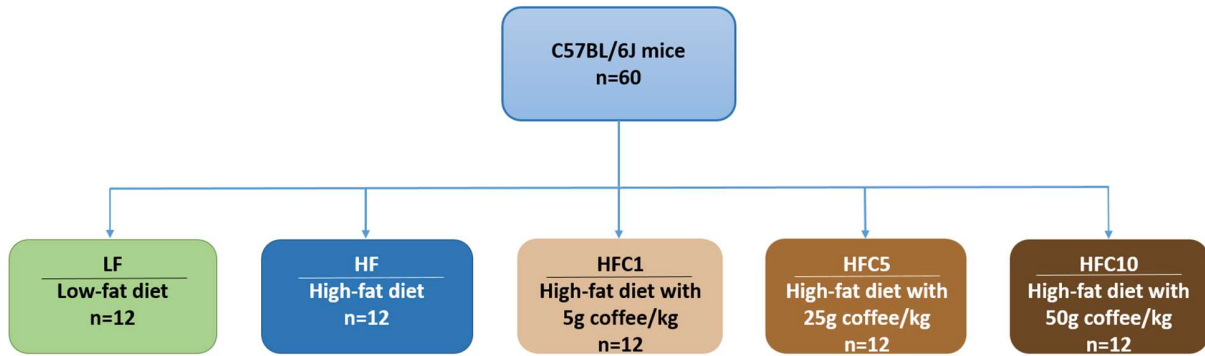 C57BL/6J mice
n=60
LF
Low-fat diet
n=12
HF
High-fat diet
n=12
HFC1
High-fat diet with
5g coffee/kg
n=12
HFC5
High-fat diet with
25g coffee/kg
n=12
HFC10
High-fat diet with
50g coffee/kg
n=12